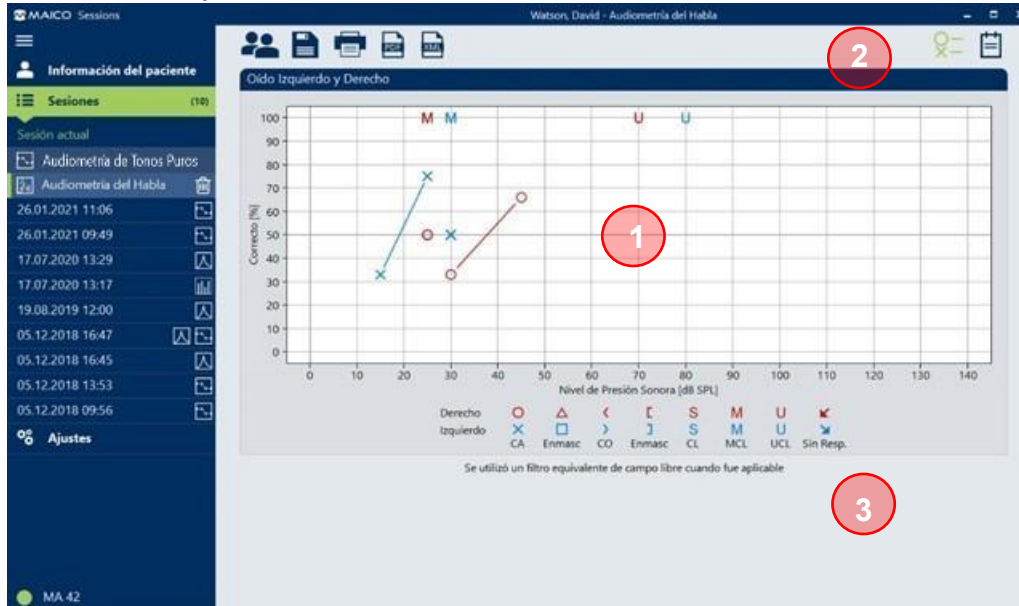 MAICO Sessions
Watson, David - Audiometría del Habla
Información del paciente
PDF
XML
2
Sesiones (10)
Oído Izquierdo y Derecho
Sesión actual
Audiometría de Tonos Puros
Audiometría del Habla
26.01.2021 11:06
26.01.2021 09:49
17.07.2020 13:29
17.07.2020 13:17
19.08.2019 12:00
05.12.2018 16:47
05.12.2018 16:45
05.12.2018 13:53
05.12.2018 09:56
Ajustes
MA 42
Correcto [%]
100
90
80
70
60
50
40
30
20
10
0
M M U U
1
0 10 20 30 40 50 60 70 80 90 100 110 120 130 140
Nivel de Presión Sonora [dB SPL]
Derecho S M U
Izquierdo S M U
CA Enmasc CO Enmasc CL MCL UCL Sin Resp.
Se utilizó un filtro equivalente de campo libre cuando fue aplicable
3